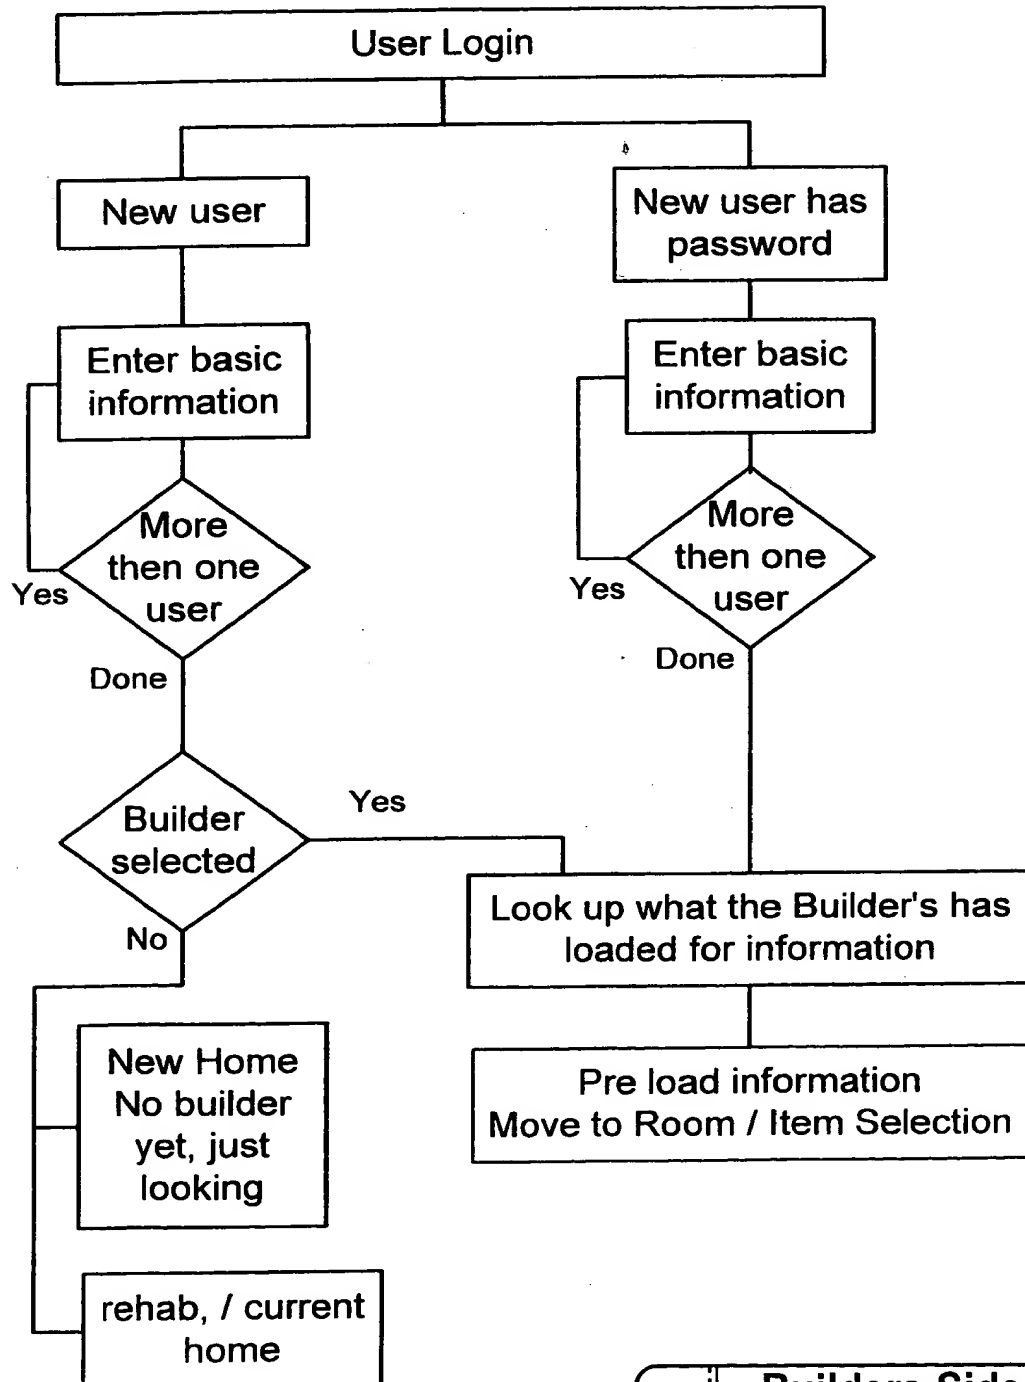 User Login
New user
New user has
password
Enter basic
information
Enter basic
information
More
then one
user
Yes
Done
More
then one
user
Yes
Done
Builder
selected
Yes
No
Look up what the Builder's has
loaded for information
Pre load information
Move to Room / Item Selection
New Home
No builder
yet, just
looking
rehab, / current
home
Builders Side